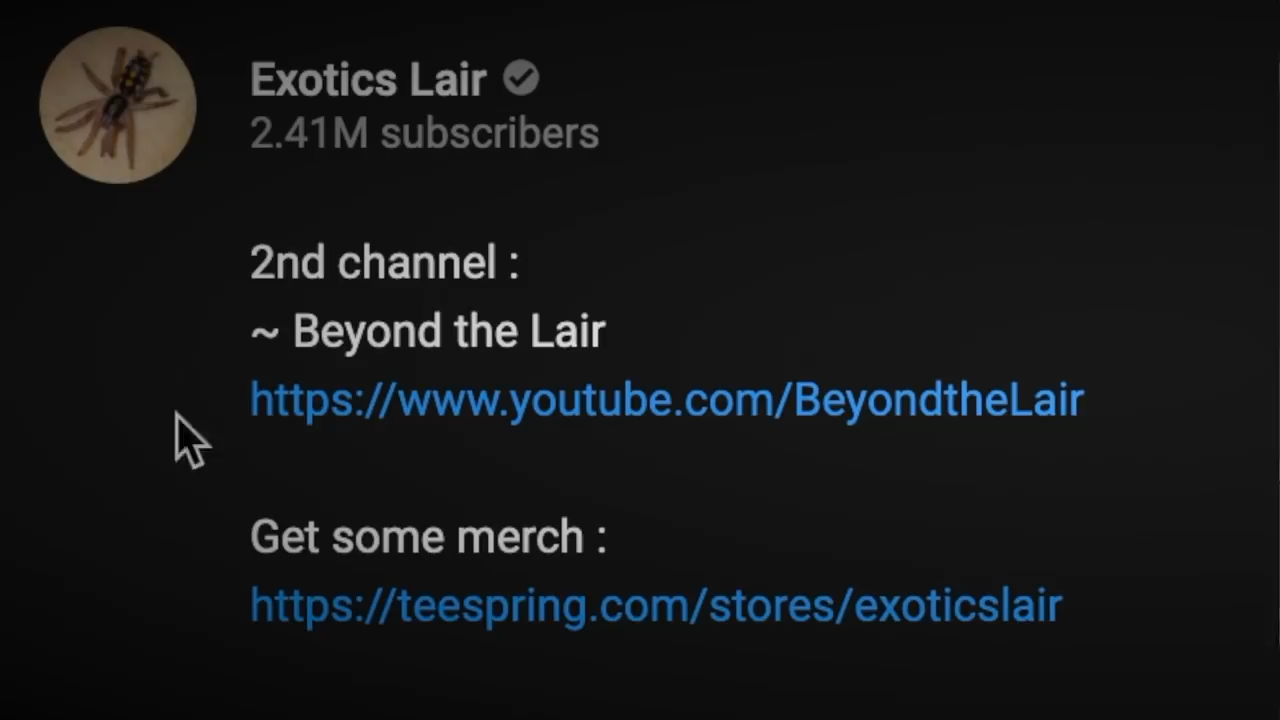 Exotics Lair
2.41M subscribers
2nd channel :
~ Beyond the Lair
https://www.youtube.com/BeyondtheLair
Get some merch :
https://teespring.com/stores/exoticslair